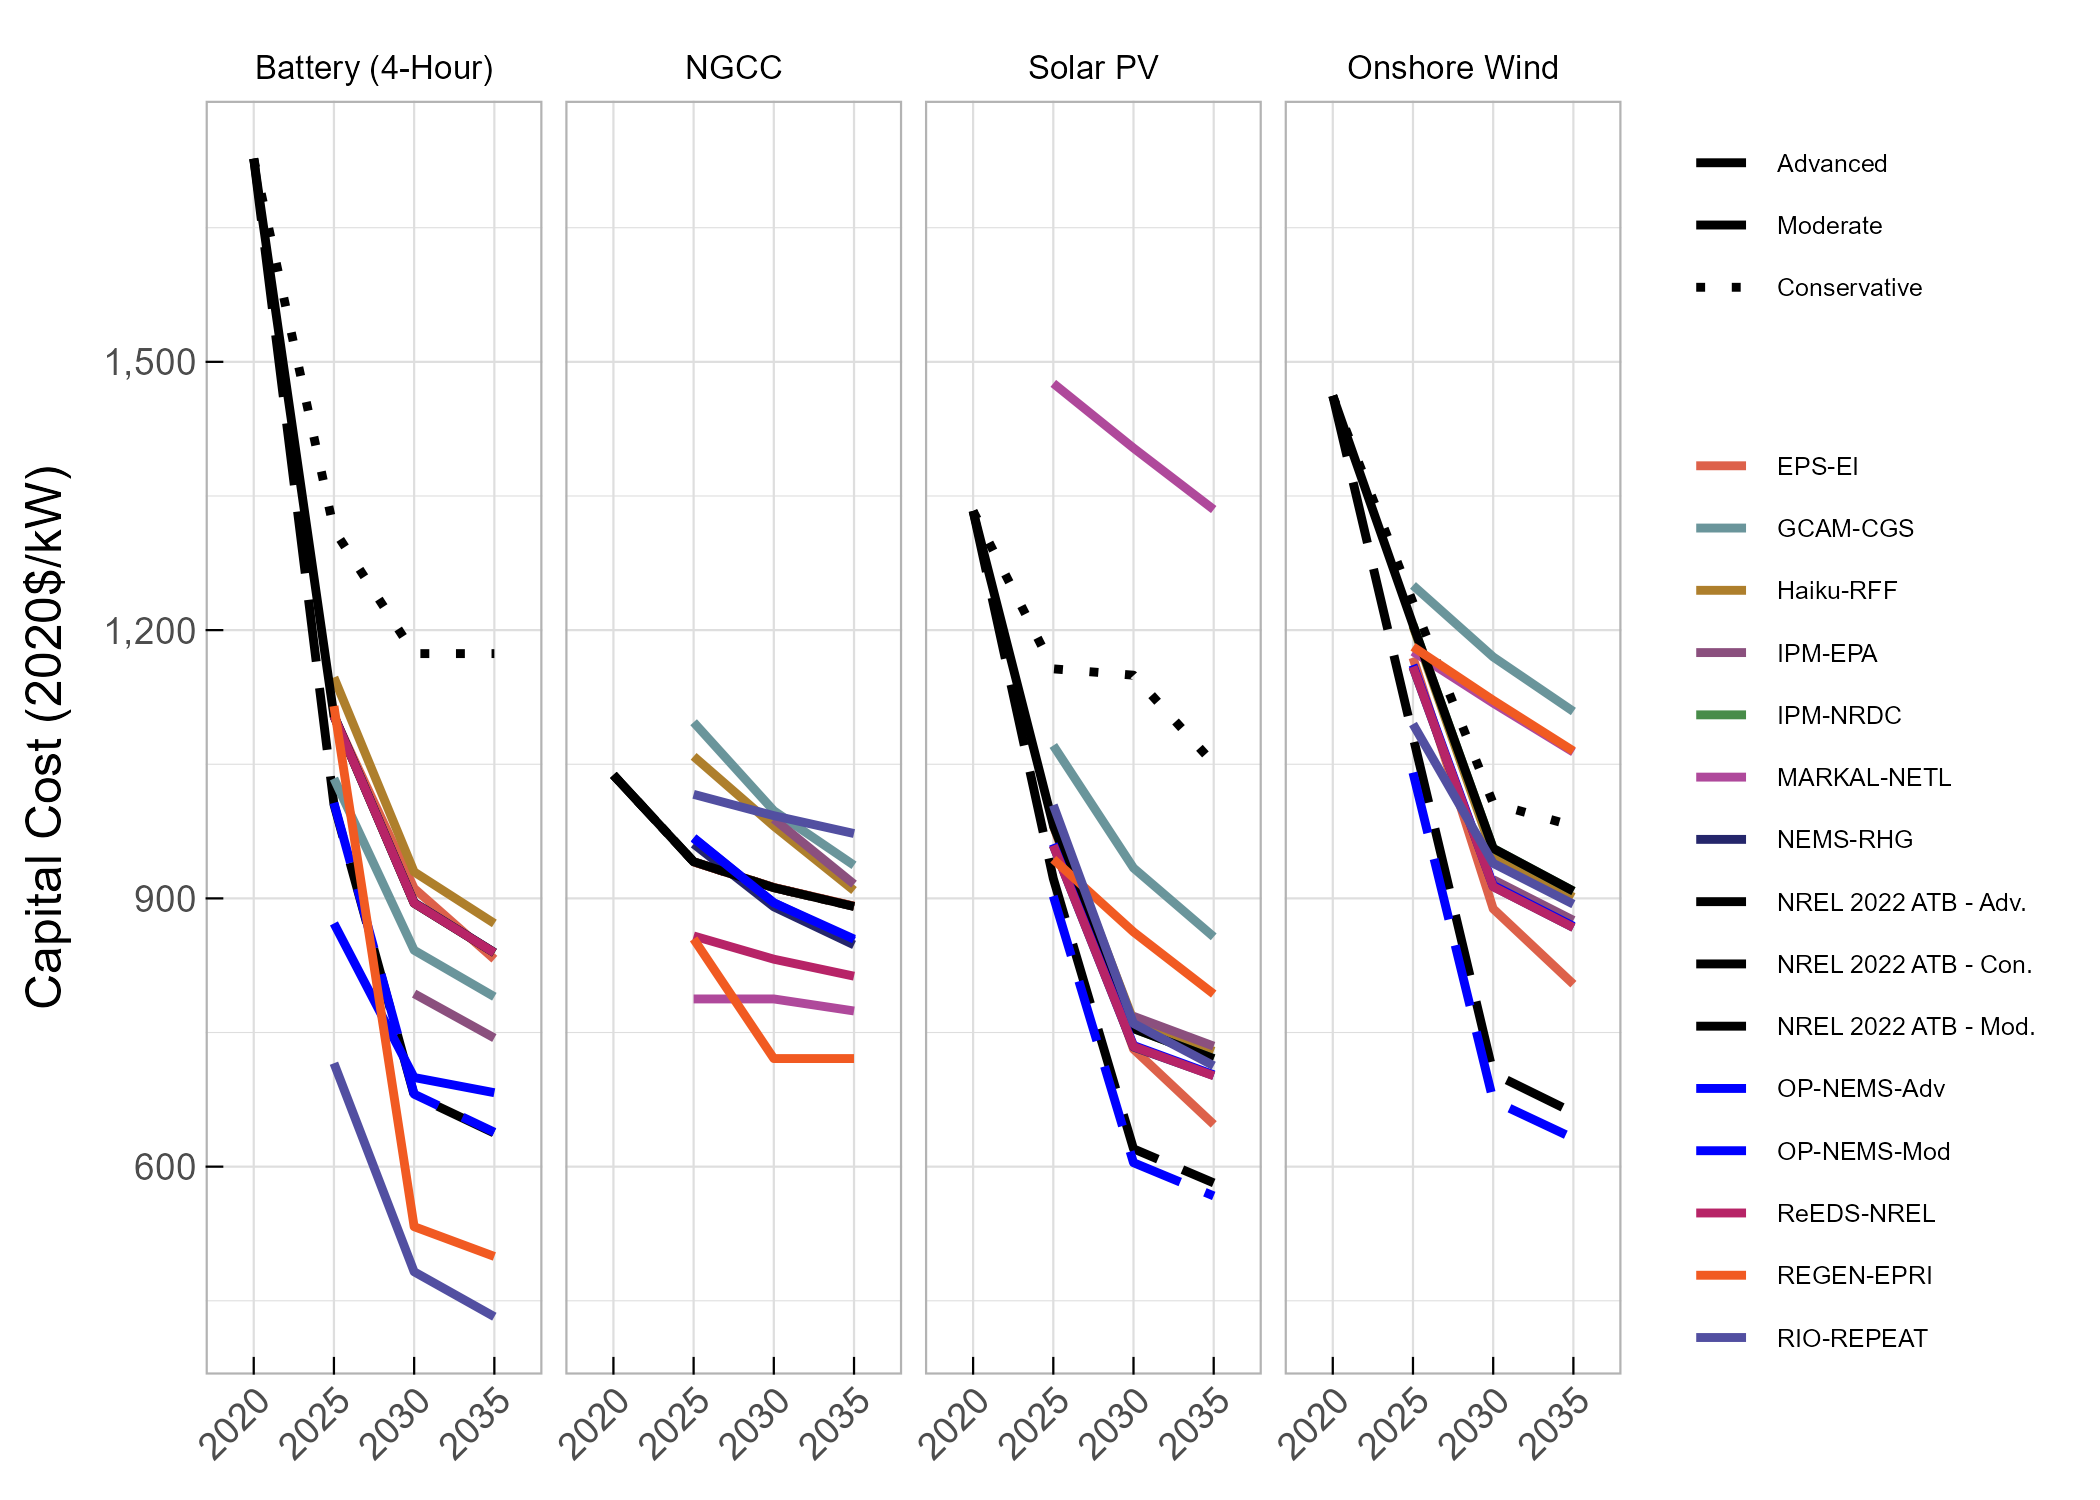 Battery (4-Hour)
NGCC
Solar PV
Onshore Wind
Capital Cost (2020$/kW)
1,500
1,200
900
600
2020 2025 2030 2035
2020 2025 2030 2035
2020 2025 2030 2035
2020 2025 2030 2035
Advanced
Moderate
Conservative
EPS-EI
GCAM-CGS
Haiku-RFF
IPM-EPA
IPM-NRDC
MARKAL-NETL
NEMS-RHG
NREL 2022 ATB - Adv.
NREL 2022 ATB - Con.
NREL 2022 ATB - Mod.
OP-NEMS-Adv
OP-NEMS-Mod
ReEDS-NREL
REGEN-EPRI
RIO-REPEAT